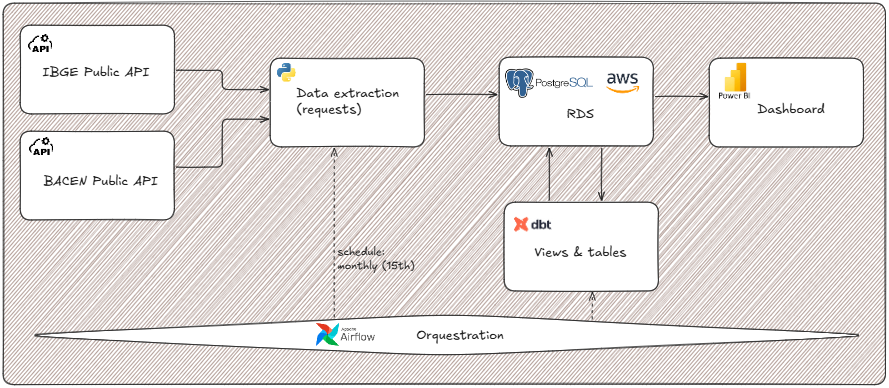 API
IBGE Public API
API
BACEN Public API
Data extraction
(requests)
PostgreSQL
aws
RDS
Power BI
Dashboard
dbt
Views & tables
schedule:
monthly (15th)
APACHE
Airflow
Orquestration